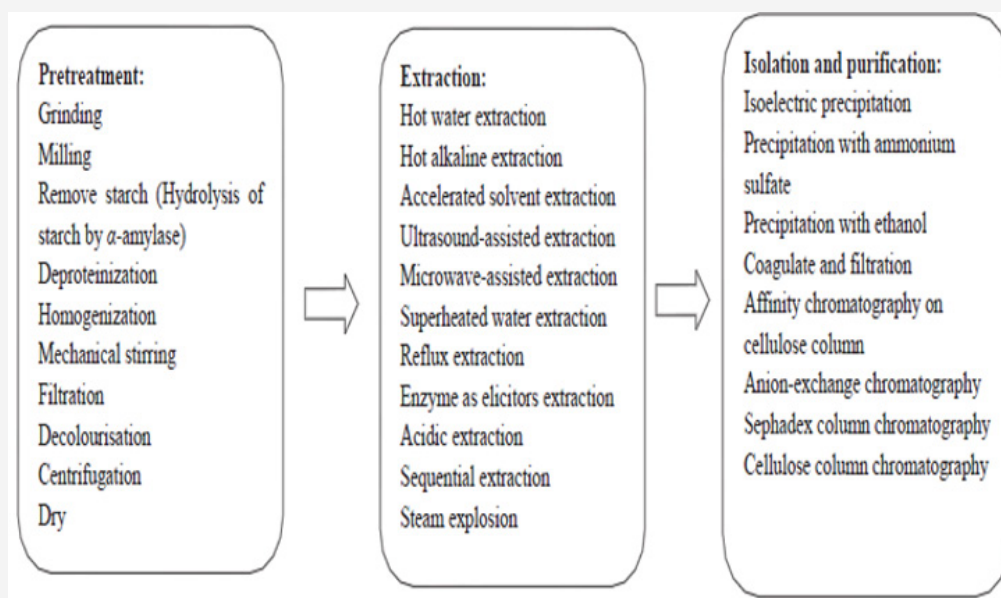 Pretreatment:
Grinding
Milling
Remove starch (Hydrolysis of
starch by α-amylase)
Deproteinization
Homogenization
Mechanical stirring
Filtration
Decolourisation
Centrifugation
Dry
Extraction:
Hot water extraction
Hot alkaline extraction
Accelerated solvent extraction
Ultrasound-assisted extraction
Microwave-assisted extraction
Superheated water extraction
Reflux extraction
Enzyme as elicitors extraction
Acidic extraction
Sequential extraction
Steam explosion
Isolation and purification:
Isoelectric precipitation
Precipitation with ammonium
sulfate
Precipitation with ethanol
Coagulate and filtration
Affinity chromatography on
cellulose column
Anion-exchange chromatography
Sephadex column chromatography
Cellulose column chromatography